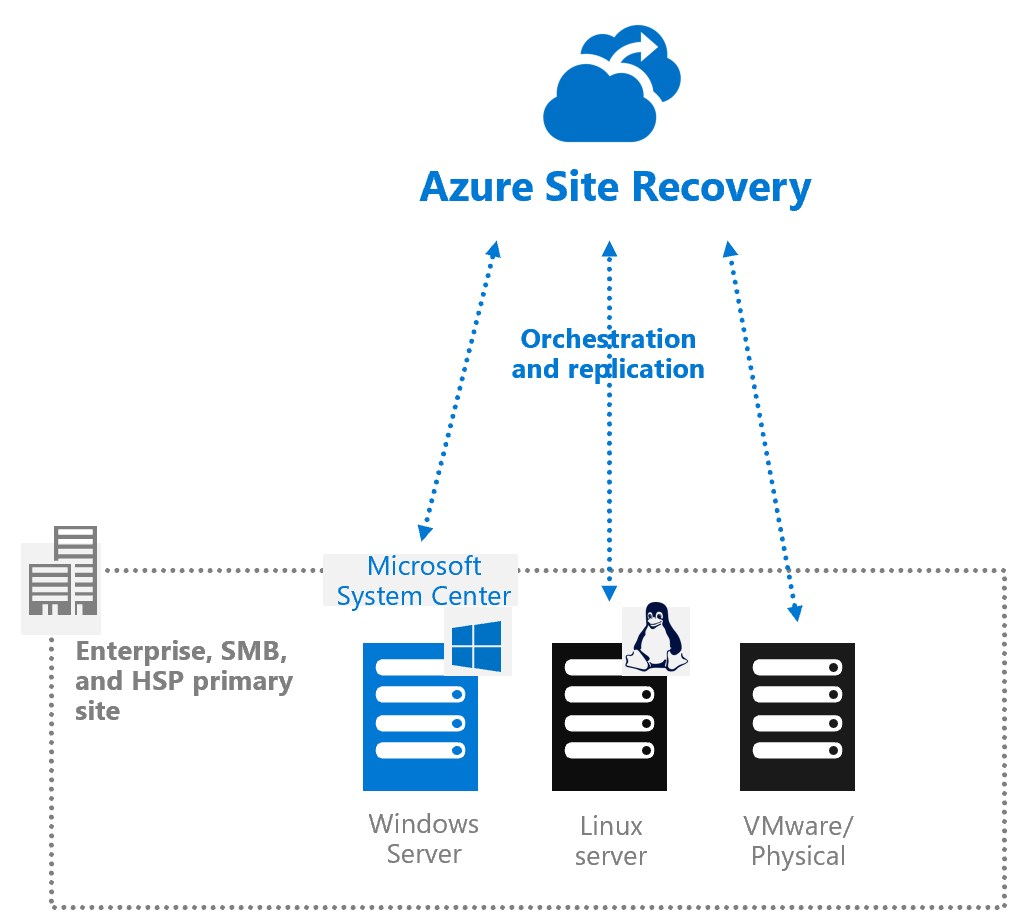 Azure Site Recovery
Orchestration
and replication
Microsoft
System Center
Enterprise, SMB,
and HSP primary
site
Windows
Server
Linux
server
VMware/
Physical